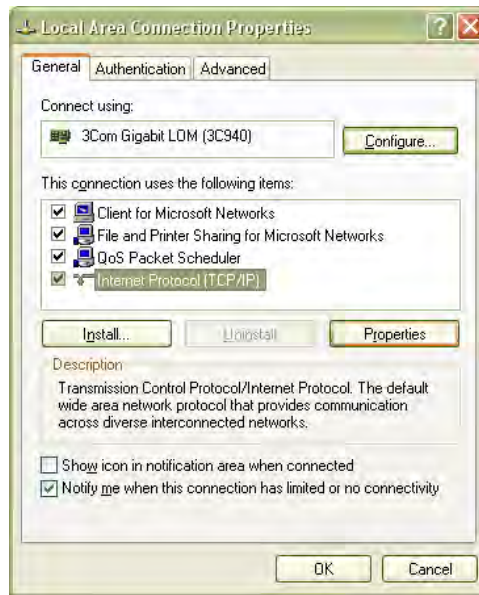 Local Area Connection Properties
General Authentication Advanced
Connect using:
3Com Gigabit LOM (3C940)
Configure...
This connection uses the following items:
Client for Microsoft Networks
File and Printer Sharing for Microsoft Networks
QoS Packet Scheduler
Internet Protocol (TCP/IP)
Install... Uninstall Properties
Description
Transmission Control Protocol/Internet Protocol. The default
wide area network protocol that provides communication
across diverse interconnected networks.
Show icon in notification area when connected
Notify me when this connection has limited or no connectivity
OK Cancel